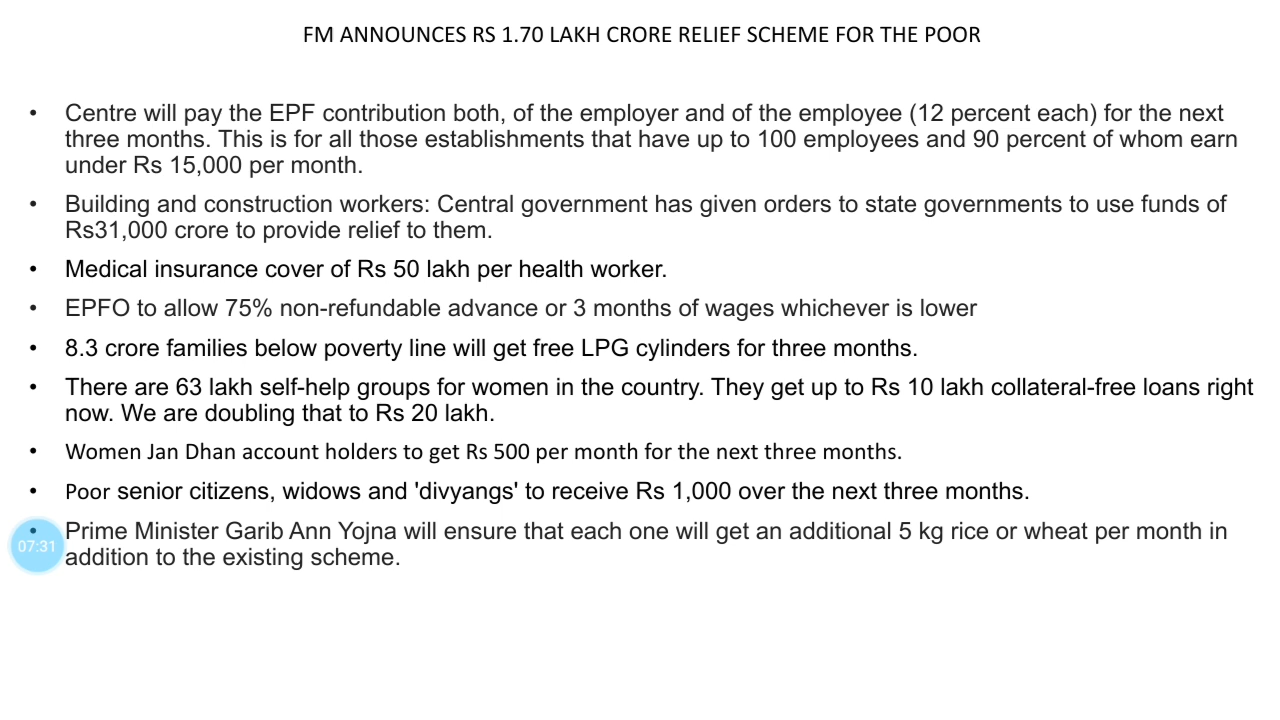 FM ANNOUNCES RS 1.70 LAKH CRORE RELIEF SCHEME FOR THE POOR
• Centre will pay the EPF contribution both, of the employer and of the employee (12 percent each) for the next
three months. This is for all those establishments that have up to 100 employees and 90 percent of whom earn
under Rs 15,000 per month.
• Building and construction workers: Central government has given orders to state governments to use funds of
Rs31,000 crore to provide relief to them.
• Medical insurance cover of Rs 50 lakh per health worker.
• EPFO to allow 75% non-refundable advance or 3 months of wages whichever is lower
• 8.3 crore families below poverty line will get free LPG cylinders for three months.
• There are 63 lakh self-help groups for women in the country. They get up to Rs 10 lakh collateral-free loans right
now. We are doubling that to Rs 20 lakh.
• Women Jan Dhan account holders to get Rs 500 per month for the next three months.
• Poor senior citizens, widows and 'divyangs' to receive Rs 1,000 over the next three months.
• Prime Minister Garib Ann Yojna will ensure that each one will get an additional 5 kg rice or wheat per month in
07:31
addition to the existing scheme.